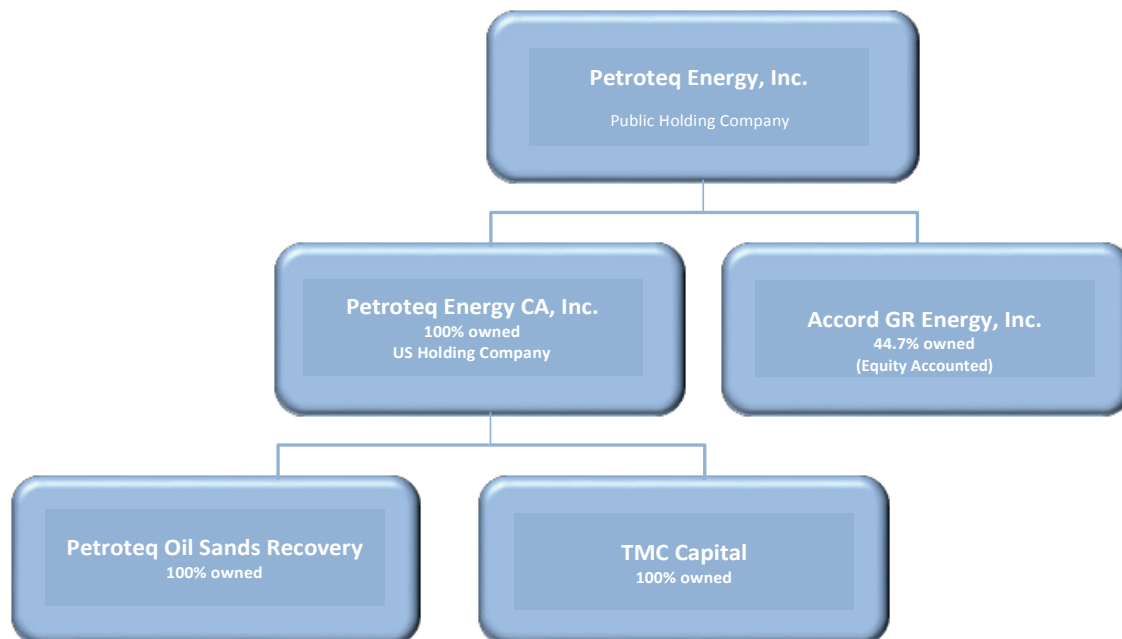 Petroteq Energy, Inc.
Public Holding Company
Petroteq Energy CA, Inc.
100% owned
US Holding Company
Accord GR Energy, Inc.
44.7% owned
(Equity Accounted)
Petroteq Oil Sands Recovery
100% owned
TMC Capital
100% owned